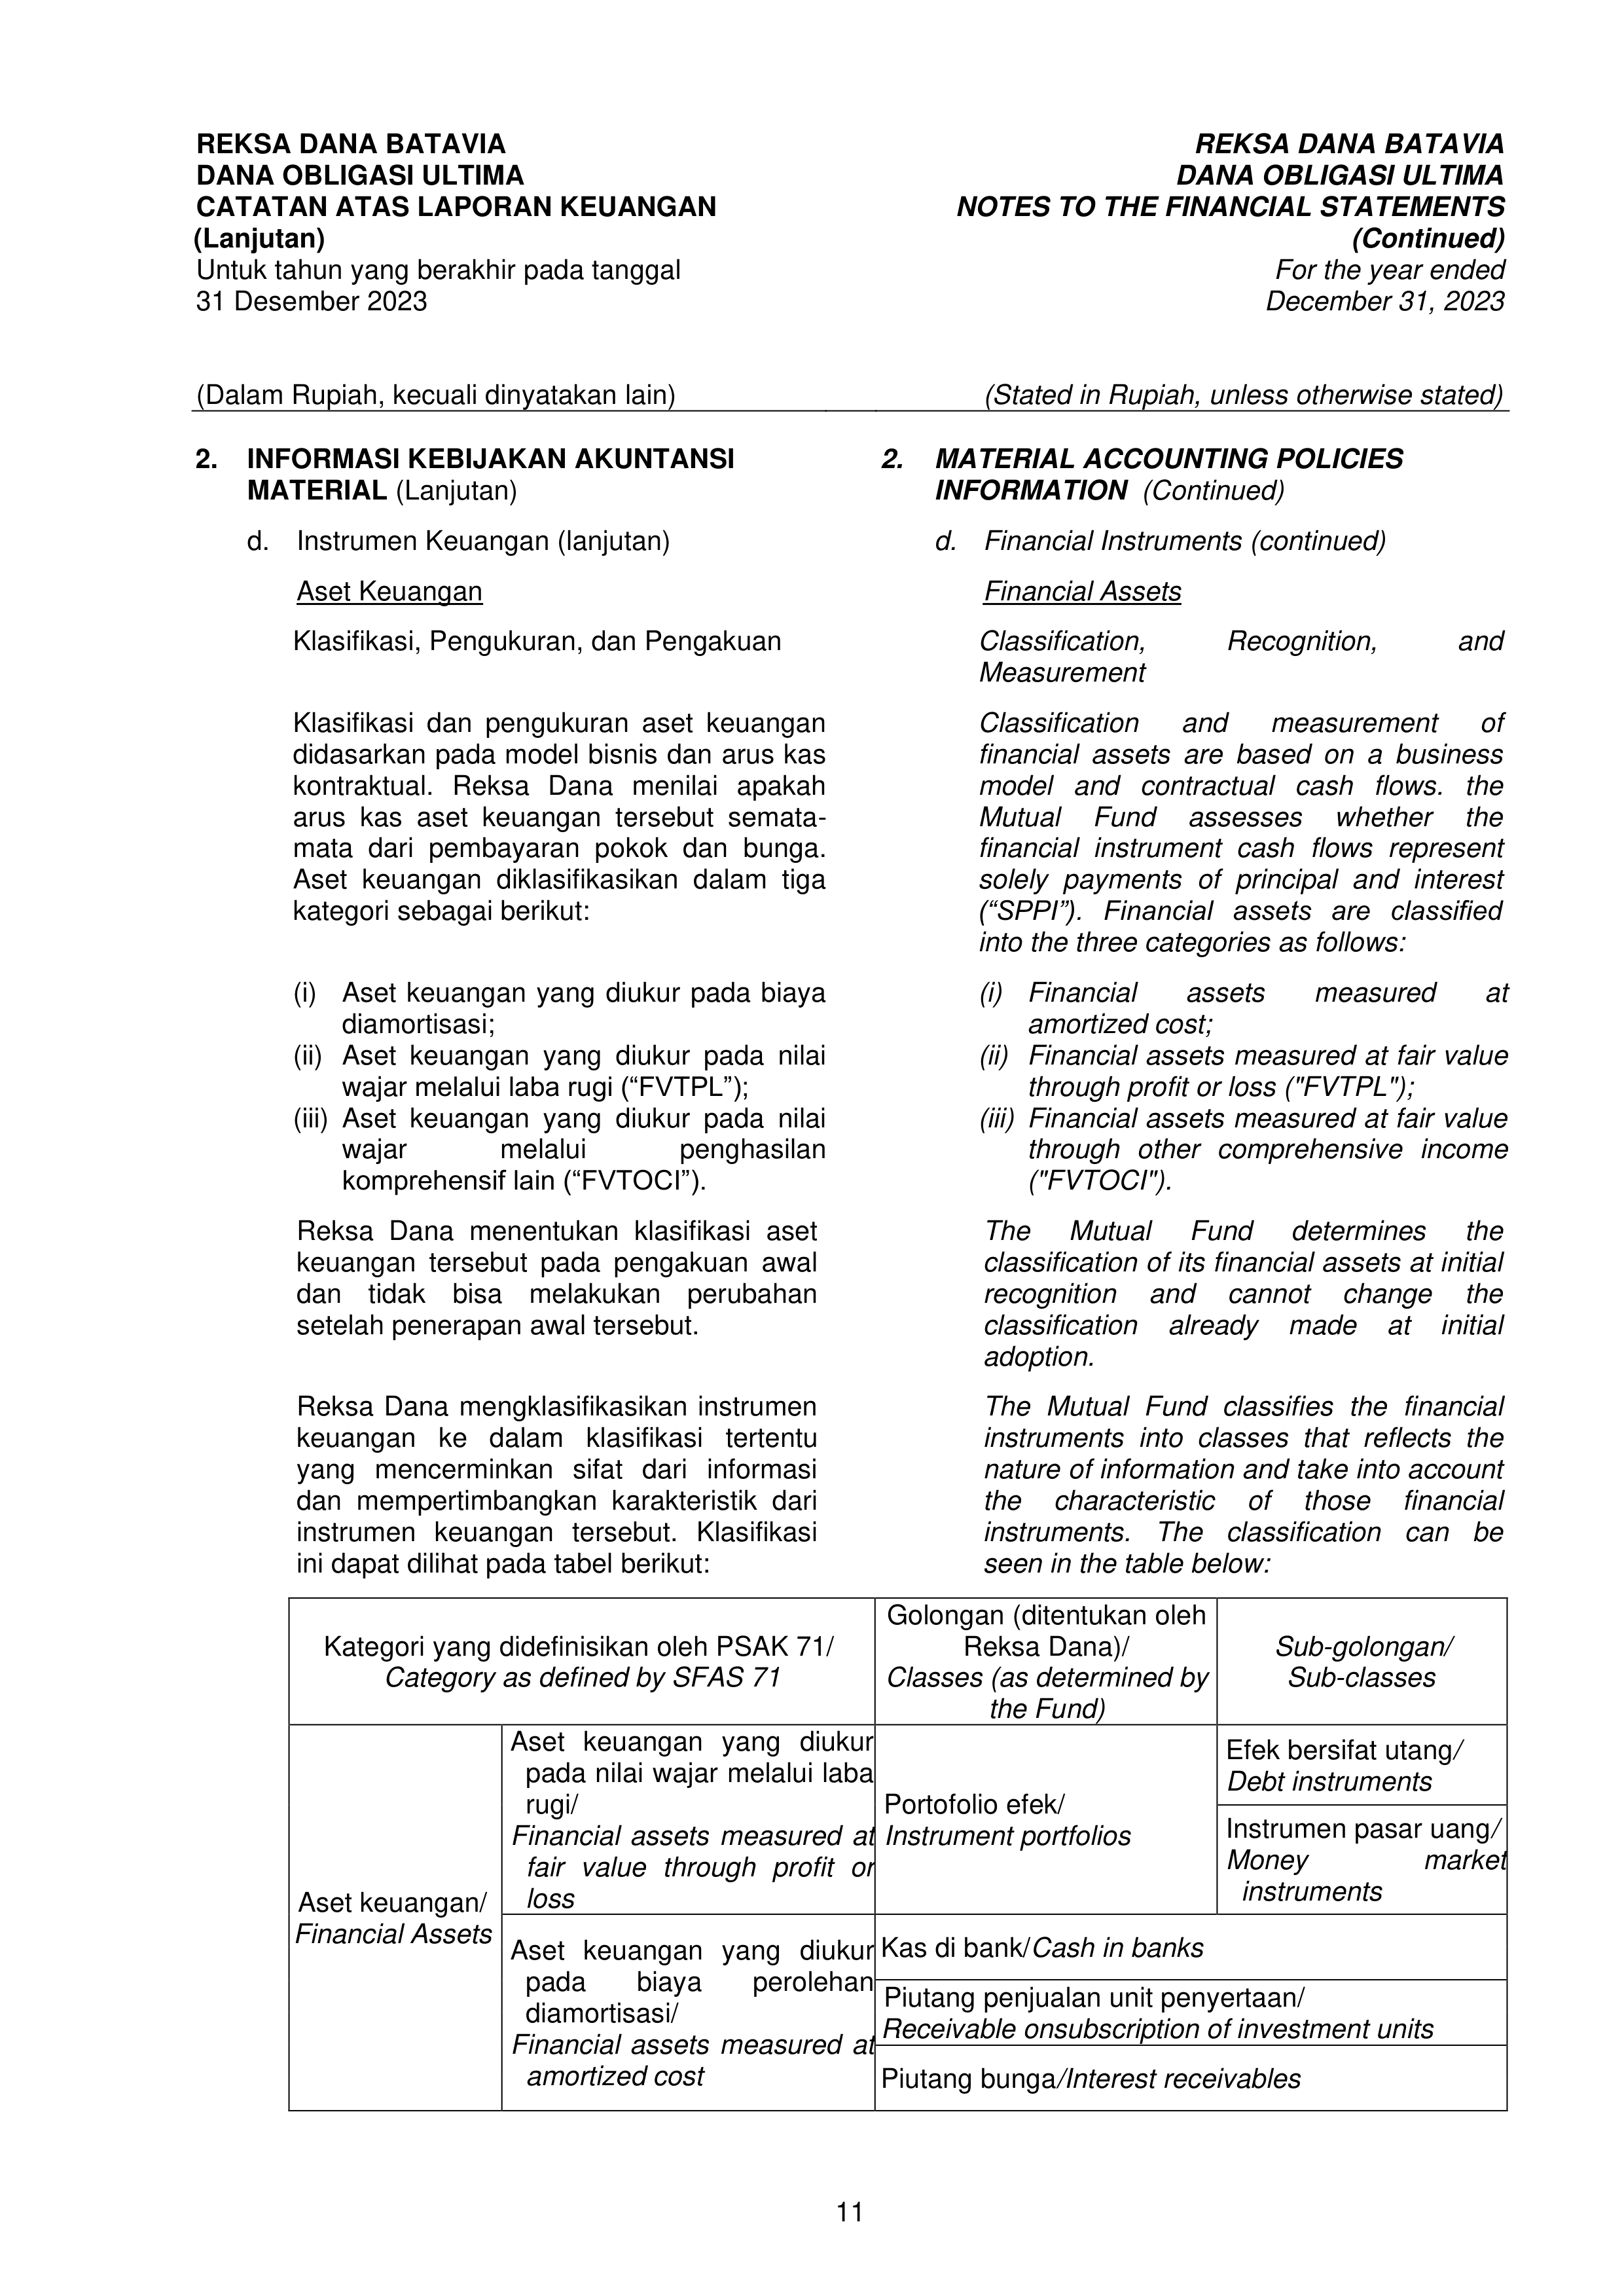 REKSA DANA BATAVIA
DANA OBLIGASI ULTIMA
CATATAN ATAS LAPORAN KEUANGAN
(Lanjutan)
Untuk tahun yang berakhir pada tanggal
31 Desember 2023
REKSA DANA BATAVIA
DANA OBLIGASI ULTIMA
NOTES TO THE FINANCIAL STATEMENTS
(Continued)
For the year ended
December 31, 2023
(Dalam Rupiah, kecuali dinyatakan lain)
(Stated in Rupiah, unless otherwise stated)
2. INFORMASI KEBIJAKAN AKUNTANSI
MATERIAL (Lanjutan)
d. Instrumen Keuangan (lanjutan)
Aset Keuangan
Klasifikasi, Pengukuran, dan Pengakuan
Klasifikasi dan pengukuran aset keuangan
didasarkan pada model bisnis dan arus kas
kontraktual. Reksa Dana menilai apakah
arus kas aset keuangan tersebut semata-
mata dari pembayaran pokok dan bunga.
Aset keuangan diklasifikasikan dalam tiga
kategori sebagai berikut:
(i) Aset keuangan yang diukur pada biaya
diamortisasi;
(ii) Aset keuangan yang diukur pada nilai
wajar melalui laba rugi (“FVTPL”);
(iii) Aset keuangan yang diukur pada nilai
wajar melalui penghasilan
komprehensif lain (“FVTOCI”).
Reksa Dana menentukan klasifikasi aset
keuangan tersebut pada pengakuan awal
dan tidak bisa melakukan perubahan
setelah penerapan awal tersebut.
Reksa Dana mengklasifikasikan instrumen
keuangan ke dalam klasifikasi tertentu
yang mencerminkan sifat dari informasi
dan mempertimbangkan karakteristik dari
instrumen keuangan tersebut. Klasifikasi
ini dapat dilihat pada tabel berikut:
2. MATERIAL ACCOUNTING POLICIES
INFORMATION (Continued)
d. Financial Instruments (continued)
Financial Assets
Classification, Recognition, and
Measurement
Classification and measurement of
financial assets are based on a business
model and contractual cash flows. the
Mutual Fund assesses whether the
financial instrument cash flows represent
solely payments of principal and interest
(“SPPI”). Financial assets are classified
into the three categories as follows:
(i) Financial assets measured at
amortized cost;
(ii) Financial assets measured at fair value
through profit or loss ("FVTPL");
(iii) Financial assets measured at fair value
through other comprehensive income
("FVTOCI").
The Mutual Fund determines the
classification of its financial assets at initial
recognition and cannot change the
classification already made at initial
adoption.
The Mutual Fund classifies the financial
instruments into classes that reflects the
nature of information and take into account
the characteristic of those financial
instruments. The classification can be
seen in the table below:
Kategori yang didefinisikan oleh PSAK 71/
Category as defined by SFAS 71
Golongan (ditentukan oleh
Reksa Dana)/
Classes (as determined by
the Fund)
Sub-golongan/
Sub-classes
Aset keuangan/
Financial Assets
Aset keuangan yang diukur
pada nilai wajar melalui laba
rugi/
Financial assets measured at
fair value through profit or
loss
Portofolio efek/
Instrument portfolios
Efek bersifat utang/
Debt instruments
Instrumen pasar uang/
Money market
instruments
Aset keuangan yang diukur
pada biaya perolehan
diamortisasi/
Financial assets measured at
amortized cost
Kas di bank/Cash in banks
Piutang penjualan unit penyertaan/
Receivable onsubscription of investment units
Piutang bunga/Interest receivables
11